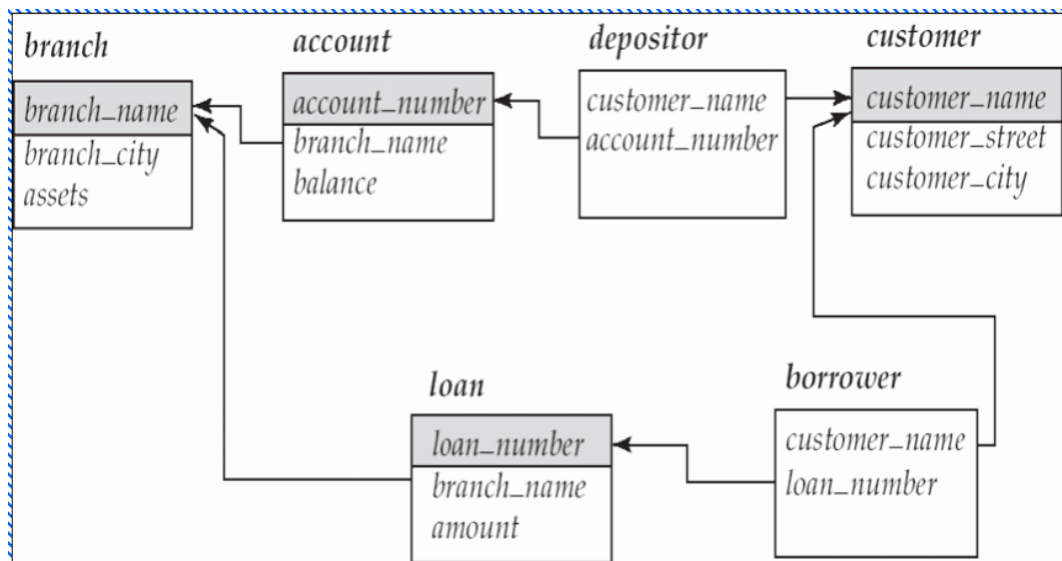 branch
branch_name
branch_city
assets
account
account_number
branch_name
balance
depositor
customer_name
account_number
customer
customer_name
customer_street
customer_city
loan
loan_number
branch_name
amount
borrower
customer_name
loan_number